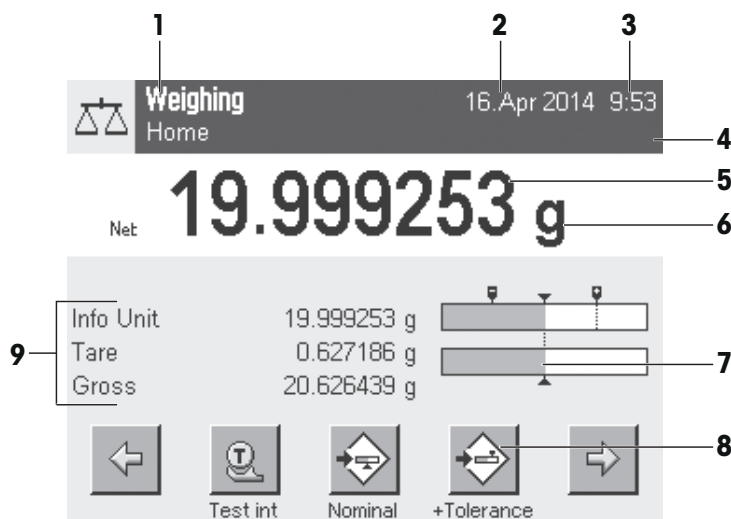 1 2 3
Weighing 16.Apr 2014 9:53
Home
4
5
Net 19.999253 g
6
9
Info Unit 19.999253 g
Tare 0.627186 g
7
Gross 20.626439 g
T
8
Test int Nominal +Tolerance